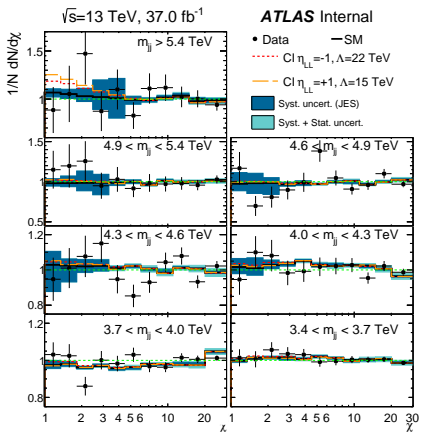 √s=13 TeV, 37.0 fb⁻¹
ATLAS Internal
1/N dN/dχ
m_jj > 5.4 TeV
Data
SM
CI η_LL=-1, Λ=22 TeV
CI η_LL=+1, Λ=15 TeV
Syst. uncert. (JES)
Syst. + Stat. uncert.
1.5
1.0
4.9 < m_jj < 5.4 TeV
4.6 < m_jj < 4.9 TeV
1.5
1.0
0.5
4.3 < m_jj < 4.6 TeV
4.0 < m_jj < 4.3 TeV
1.2
1.0
0.8
3.7 < m_jj < 4.0 TeV
3.4 < m_jj < 3.7 TeV
1.2
1.0
0.8
1 2 3 4 5 6 10 20 χ
1 2 3 4 5 6 10 20 30 χ